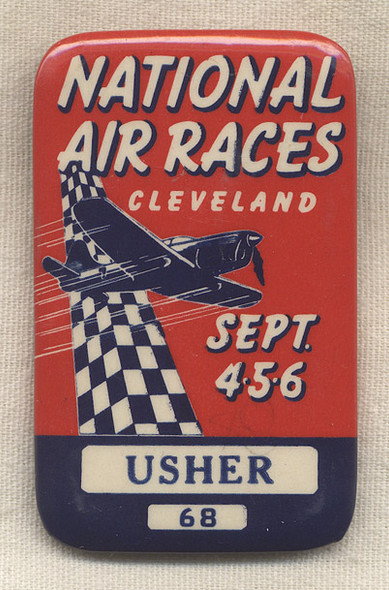 NATIONAL
AIR RACES
CLEVELAND
SEPT.
4·5·6
USHER
68